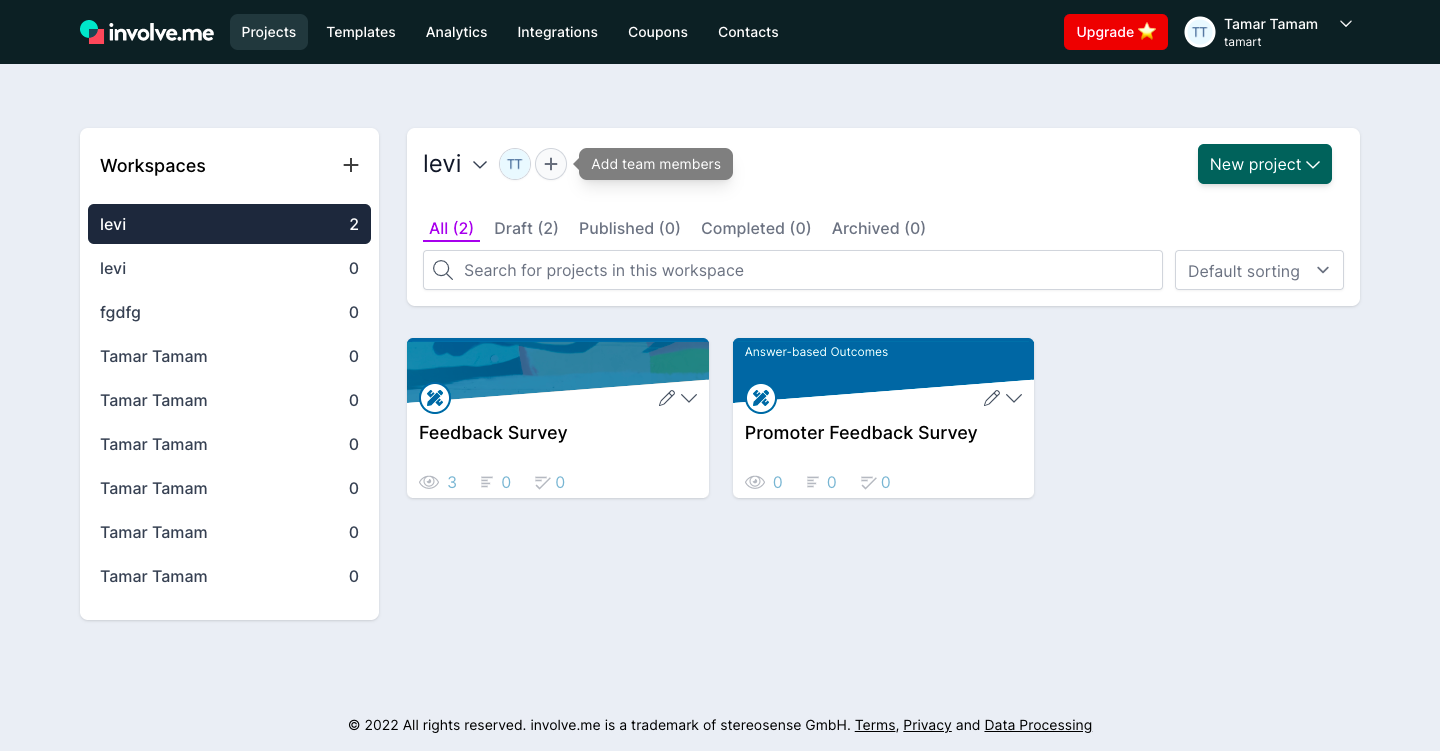 involve.me
Projects
Templates
Analytics
Integrations
Coupons
Contacts
Upgrade
TT
Tamar Tamam
tamart
Workspaces
levi 2
levi 0
fgdfg 0
Tamar Tamam 0
Tamar Tamam 0
Tamar Tamam 0
Tamar Tamam 0
Tamar Tamam 0
Tamar Tamam 0
levi
TT
Add team members
New project
All (2)
Draft (2)
Published (0)
Completed (0)
Archived (0)
Search for projects in this workspace
Default sorting
Feedback Survey
3 0 0
Answer-based Outcomes
Promoter Feedback Survey
0 0 0
© 2022 All rights reserved. involve.me is a trademark of stereosense GmbH. Terms, Privacy and Data Processing